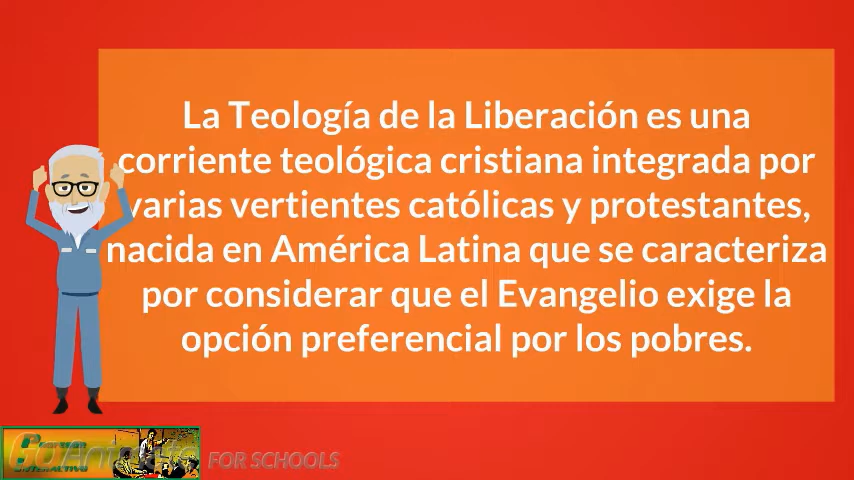 La Teología de la Liberación es una
corriente teológica cristiana integrada por
varias vertientes católicas y protestantes,
nacida en América Latina que se caracteriza
por considerar que el Evangelio exige la
opción preferencial por los pobres.
FOR SCHOOLS